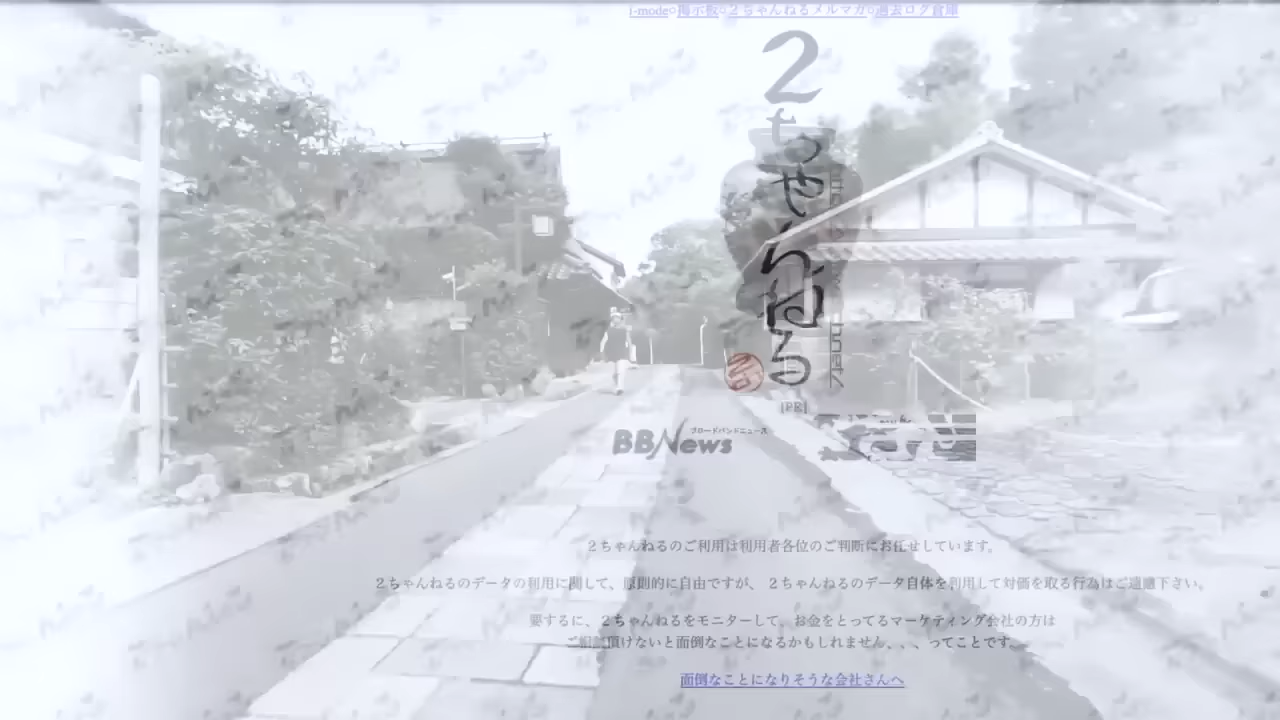 i-mode○掲示板○２ちゃんねるメルマガ○過去ログ倉庫
２ちゃんねる
[PR]
ブロードバンドニュース
BBNews
２ちゃんねるのご利用は利用者各位のご判断にお任せしています。
２ちゃんねるのデータの利用に関して、原則的に自由ですが、 ２ちゃんねるのデータ自体を利用して対価を取る行為はご遠慮下さい。
要するに、２ちゃんねるをモニターして、お金をとってるマーケティング会社の方は
ご相談頂けないと面倒なことになるかもしれません、、、ってことです。
面倒なことになりそうな会社さんへ